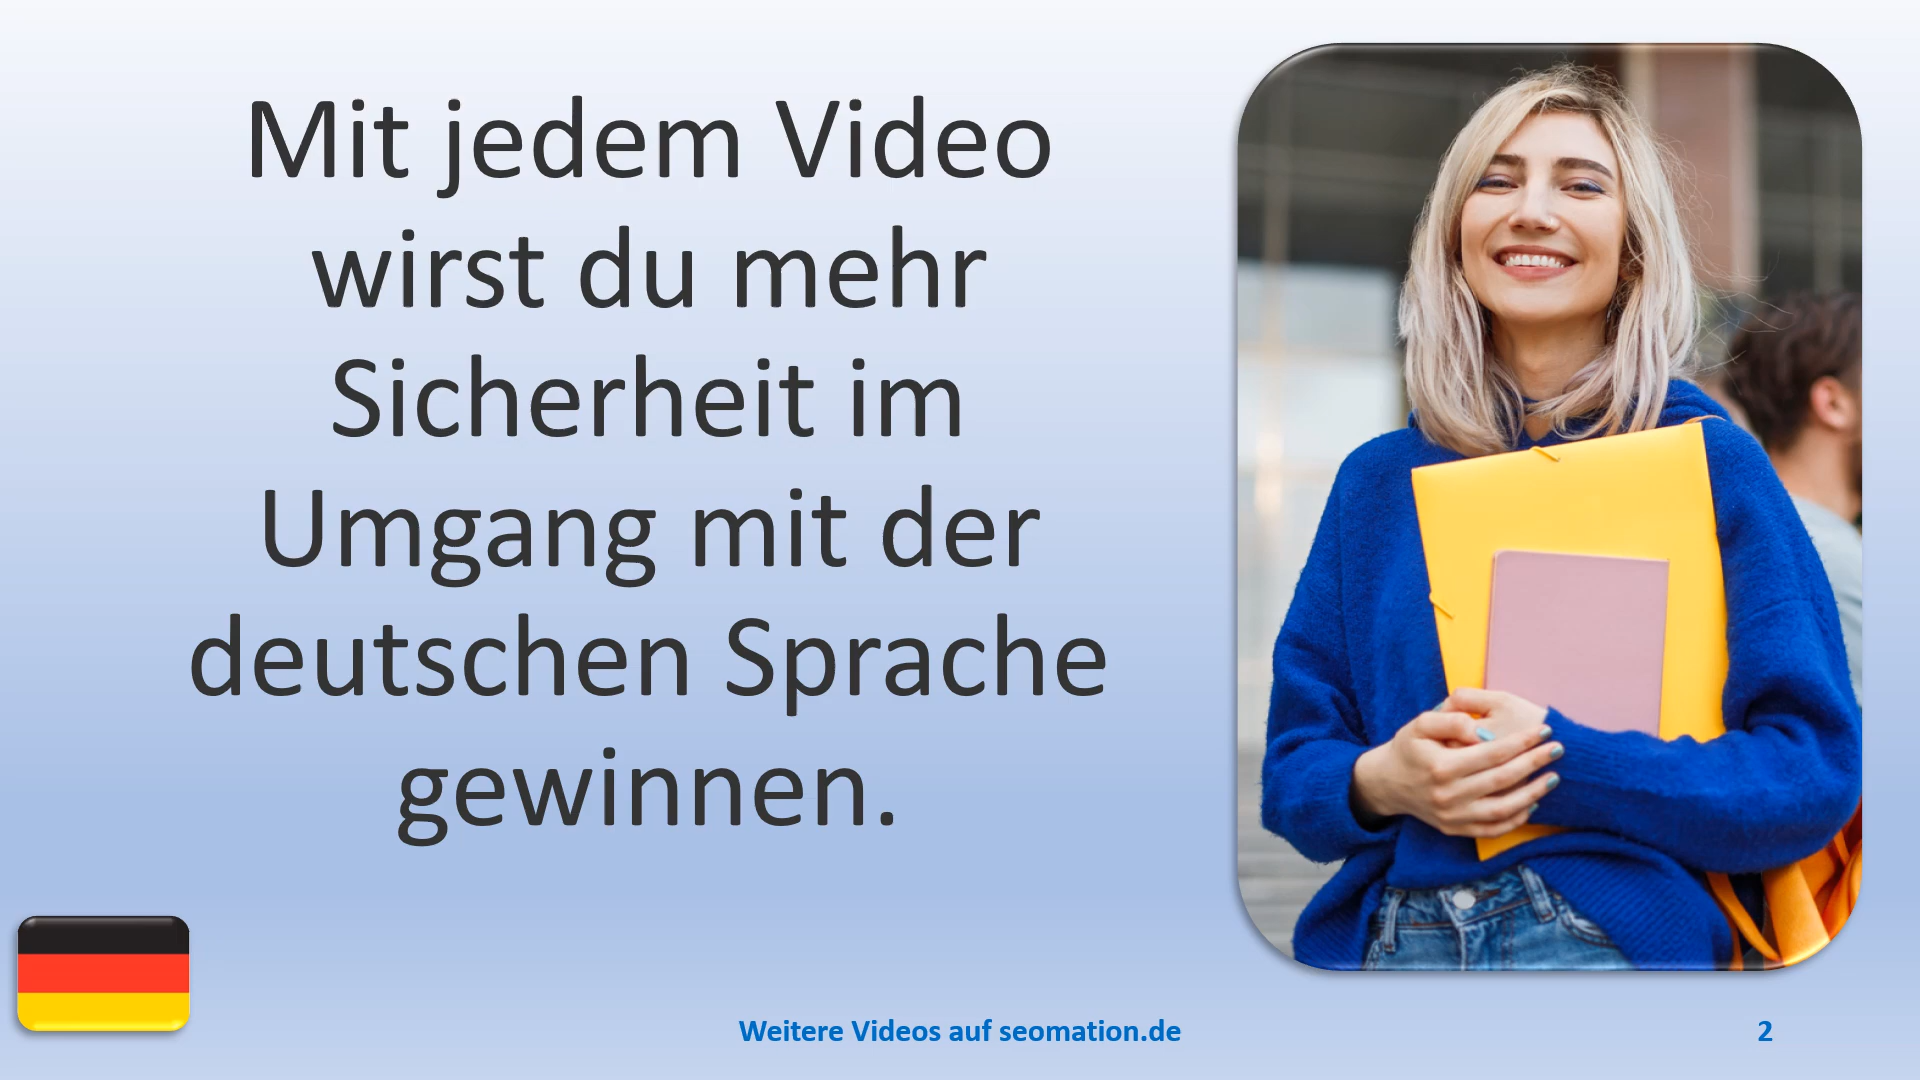 Mit jedem Video
wirst du mehr
Sicherheit im
Umgang mit der
deutschen Sprache
gewinnen.
Weitere Videos auf seomation.de
2